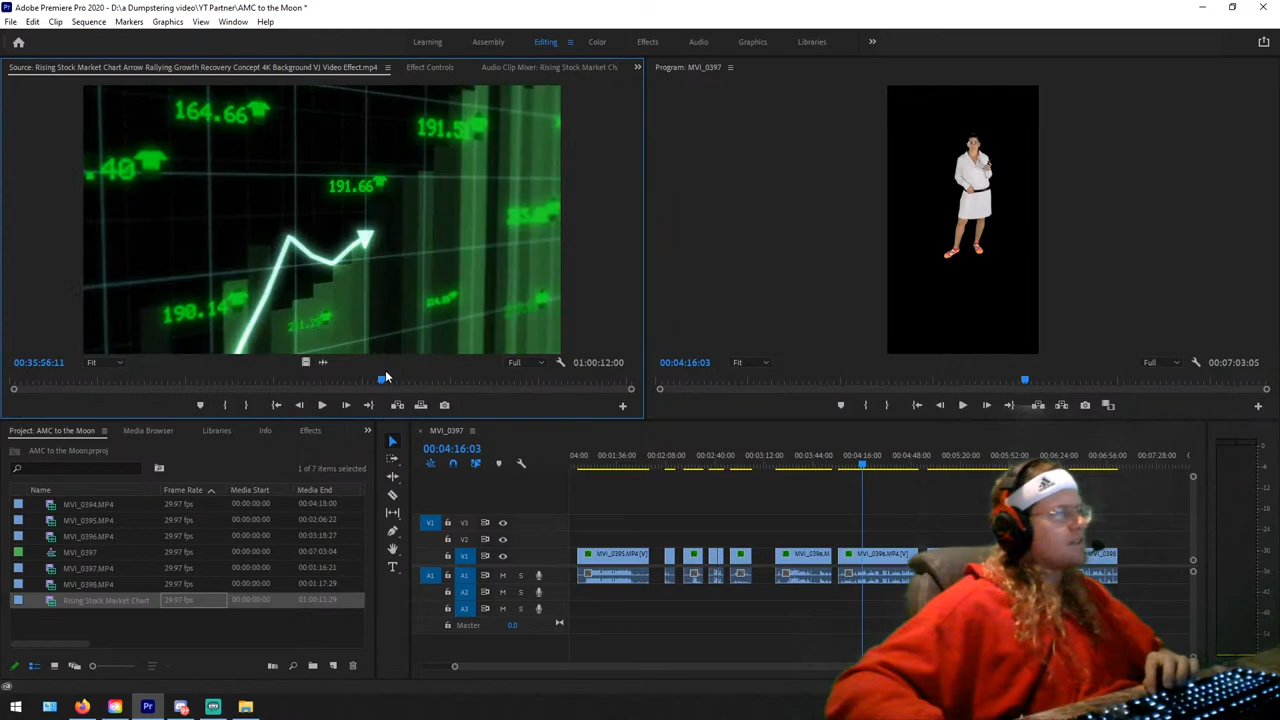 Adobe Premiere Pro 2020 - D:\a Dumpstering video\YT Partner\AMC to the Moon *
File Edit Clip Sequence Markers Graphics View Window Help
Learning Assembly Editing Color Effects Audio Graphics Libraries
Source: Rising Stock Market Chart Arrow Rallying Growth Recovery Concept 4K Background VJ Video Effect.mp4 Effect Controls Audio Clip Mixer: Rising Stock Market Ch
Program: MVI_0397
164.66
191.5
.40
191.66
190.14
00:35:56:11 Fit Full 01:00:12:00
00:04:16:03 Fit Full 00:07:03:05
Project: AMC to the Moon Media Browser Libraries Info Effects
AMC to the Moon.prproj
1 of 7 items selected
Name Frame Rate Media Start Media End
MVI_0394.MP4 29.97 fps 00:00:00:00 00:04:18:00
MVI_0395.MP4 29.97 fps 00:00:00:00 00:02:06:22
MVI_0396.MP4 29.97 fps 00:00:00:00 00:03:18:27
MVI_0397 29.97 fps 00:00:00:00 00:07:03:04
MVI_0397.MP4 29.97 fps 00:00:00:00 00:01:16:21
MVI_0398.MP4 29.97 fps 00:00:00:00 00:01:17:29
Rising Stock Market Chart 29.97 fps 00:00:00:00 01:00:11:29
MVI_0397
00:04:16:03
04:00 00:01:36:00 00:02:08:00 00:02:40:00 00:03:12:00 00:03:44:00 00:04:16:00 00:04:48:00 00:05:20:00 00:05:52:00 00:06:24:00 00:06:56:00 00:07:28:00
V1 V3
V2
V1 V1 MVI_0395.MP4 [V] MVI_0396.M MVI_0396.MP4 [V] MVI_0398
A1 A1 M S
A2 M S
A3 M S
Master 0.0
Pr